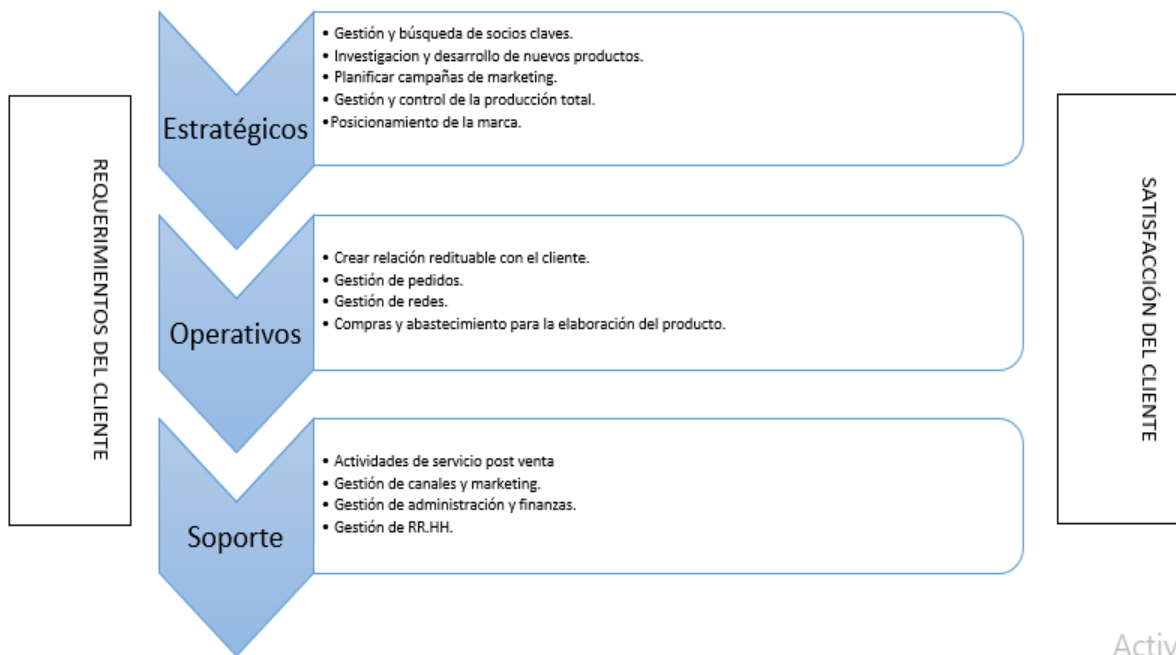 REQUERIMIENTOS DEL CLIENTE
Estratégicos
• Gestión y búsqueda de socios claves.
• Investigacion y desarrollo de nuevos productos.
• Planificar campañas de marketing.
• Gestión y control de la producción total.
•Posicionamiento de la marca.
Operativos
• Crear relación redituable con el cliente.
• Gestión de pedidos.
• Gestión de redes.
• Compras y abastecimiento para la elaboración del producto.
Soporte
• Actividades de servicio post venta
• Gestión de canales y marketing.
• Gestión de administración y finanzas.
• Gestión de RR.HH.
SATISFACCIÓN DEL CLIENTE
Activ